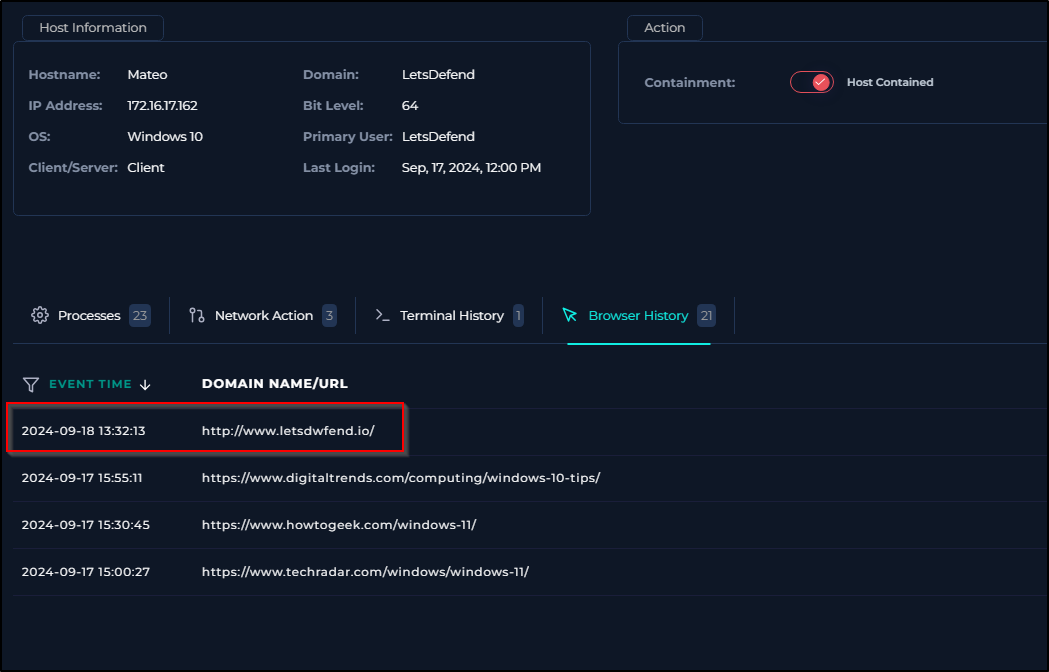 Host Information
Action
Hostname: Mateo Domain: LetsDefend
Containment: Host Contained
IP Address: 172.16.17.162 Bit Level: 64
OS: Windows 10 Primary User: LetsDefend
Client/Server: Client Last Login: Sep, 17, 2024, 12:00 PM
Processes 23 Network Action 3 Terminal History 1 Browser History 21
EVENT TIME DOMAIN NAME/URL
2024-09-18 13:32:13 http://www.letsdwfend.io/
2024-09-17 15:55:11 https://www.digitaltrends.com/computing/windows-10-tips/
2024-09-17 15:30:45 https://www.howtogeek.com/windows-11/
2024-09-17 15:00:27 https://www.techradar.com/windows/windows-11/